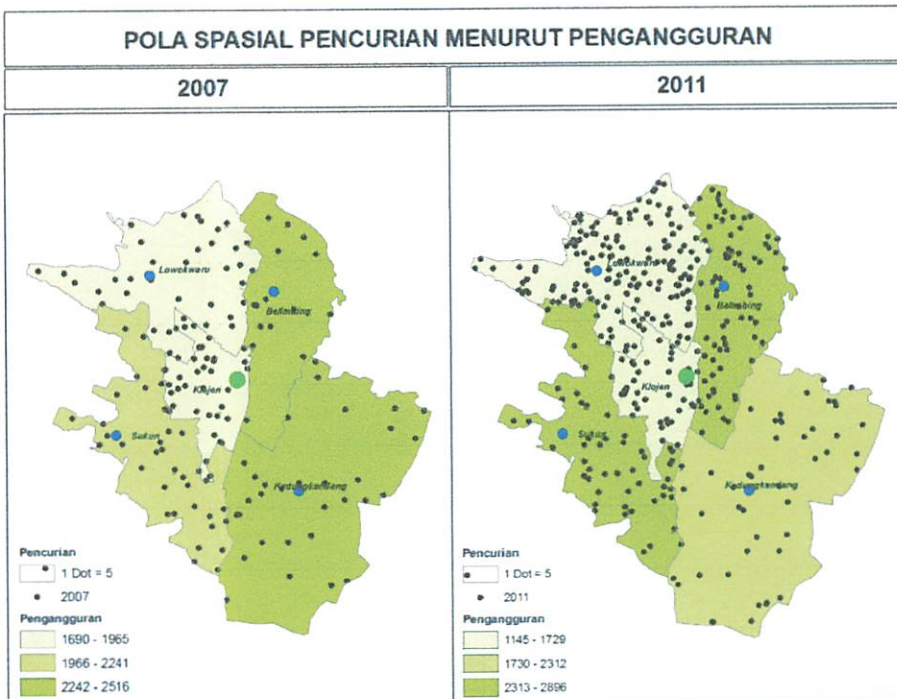 POLA SPASIAL PENCURIAN MENURUT PENGANGGURAN
2007
2011
Lowokwaru
Belimbing
Klojen
Sukun
Kedungkandang
Pencurian
1 Dot = 5
2007
Pengangguran
1690 - 1965
1966 - 2241
2242 - 2516
Lowokwaru
Belimbing
Klojen
Sukun
Kedungkandang
Pencurian
1 Dot = 5
2011
Pengangguran
1145 - 1729
1730 - 2312
2313 - 2896